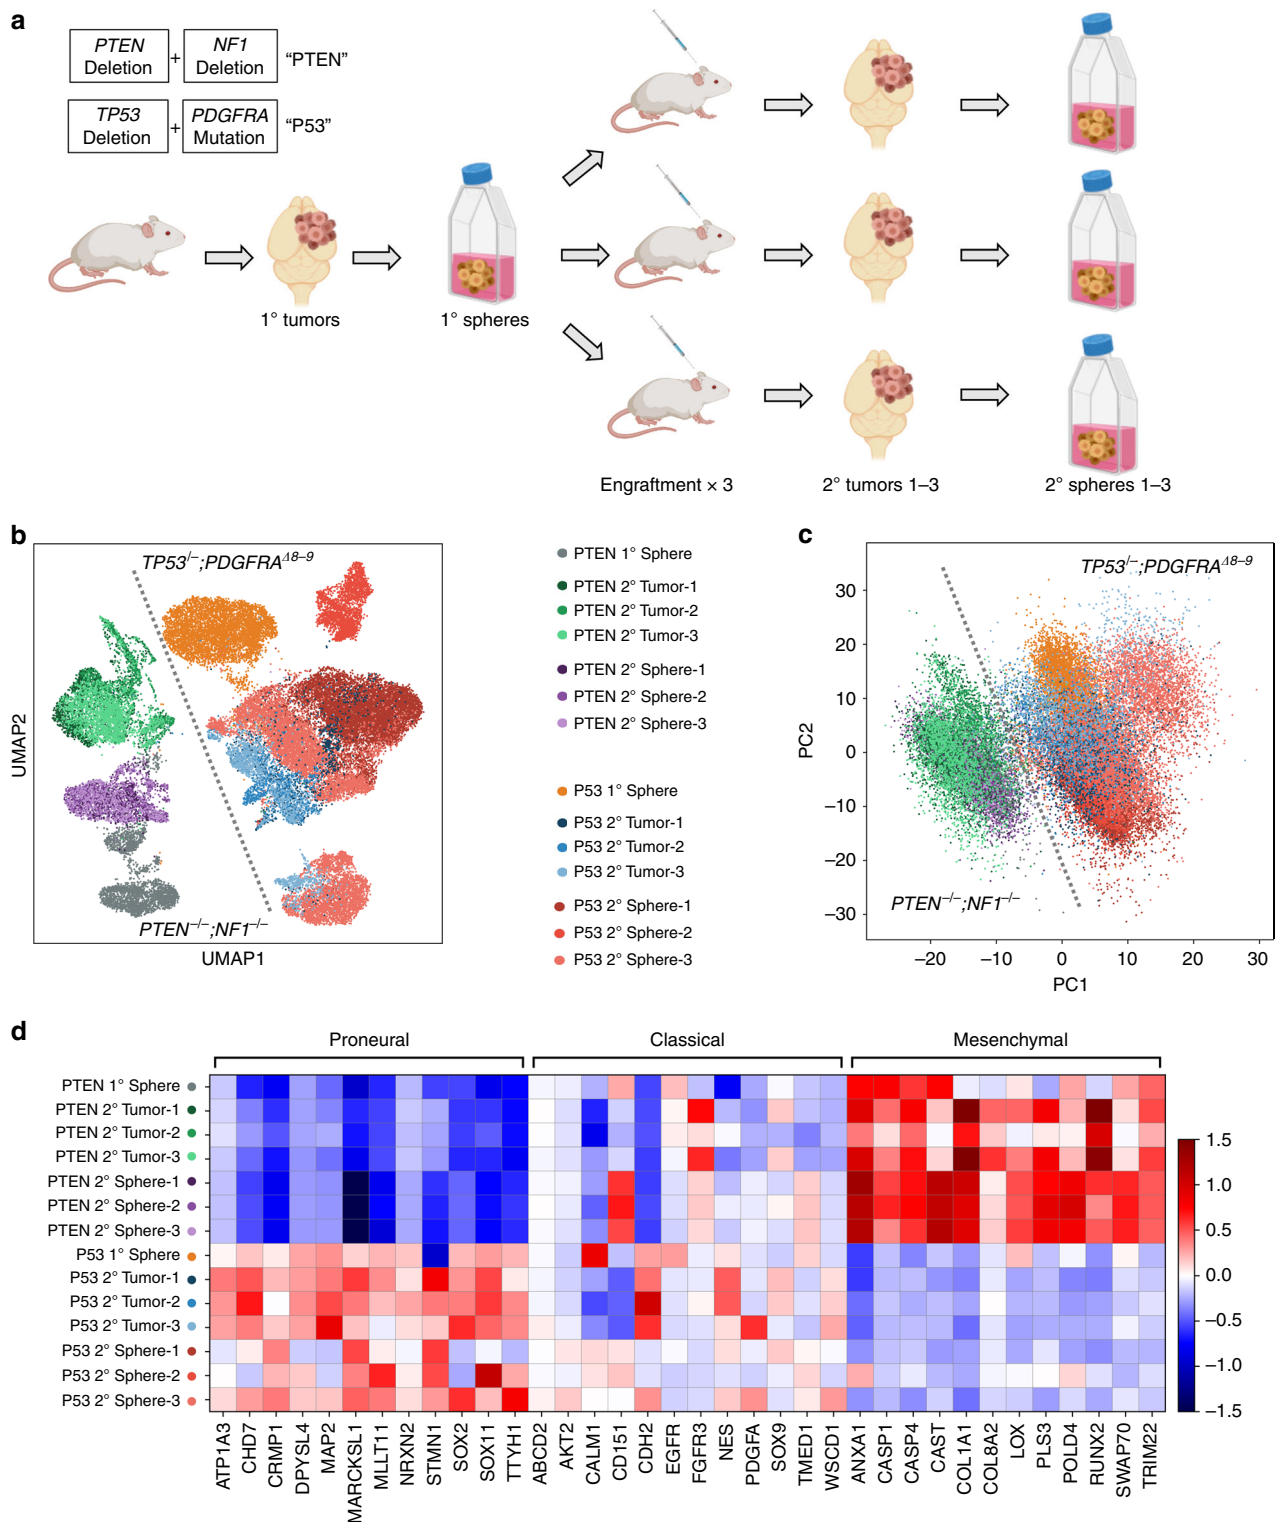 a
PTEN
Deletion
+
NF1
Deletion
“PTEN”
TP53
Deletion
+
PDGFRA
Mutation
“P53”
1° tumors
1° spheres
Engraftment × 3
2° tumors 1–3
2° spheres 1–3
b
TP53/–;PDGFRAΔ8–9
PTEN–/–;NF1–/–
UMAP2
UMAP1
PTEN 1° Sphere
PTEN 2° Tumor-1
PTEN 2° Tumor-2
PTEN 2° Tumor-3
PTEN 2° Sphere-1
PTEN 2° Sphere-2
PTEN 2° Sphere-3
P53 1° Sphere
P53 2° Tumor-1
P53 2° Tumor-2
P53 2° Tumor-3
P53 2° Sphere-1
P53 2° Sphere-2
P53 2° Sphere-3
c
TP53/–;PDGFRAΔ8–9
PTEN–/–;NF1–/–
PC2
30
20
10
0
–10
–20
–30
–20
–10
0
10
20
30
PC1
d
Proneural
Classical
Mesenchymal
PTEN 1° Sphere
PTEN 2° Tumor-1
PTEN 2° Tumor-2
PTEN 2° Tumor-3
PTEN 2° Sphere-1
PTEN 2° Sphere-2
PTEN 2° Sphere-3
P53 1° Sphere
P53 2° Tumor-1
P53 2° Tumor-2
P53 2° Tumor-3
P53 2° Sphere-1
P53 2° Sphere-2
P53 2° Sphere-3
ATP1A3
CHD7
CRMP1
DPYSL4
MAP2
MARCKSL1
MLLT11
NRXN2
STMN1
SOX2
SOX11
TTYH1
ABCD2
AKT2
CALM1
CD151
CDH2
EGFR
FGFR3
NES
PDGFA
SOX9
TMED1
WSCD1
ANXA1
CASP1
CASP4
CAST
COL1A1
COL8A2
LOX
PLS3
POLD4
RUNX2
SWAP70
TRIM22
1.5
1.0
0.5
0.0
–0.5
–1.0
–1.5